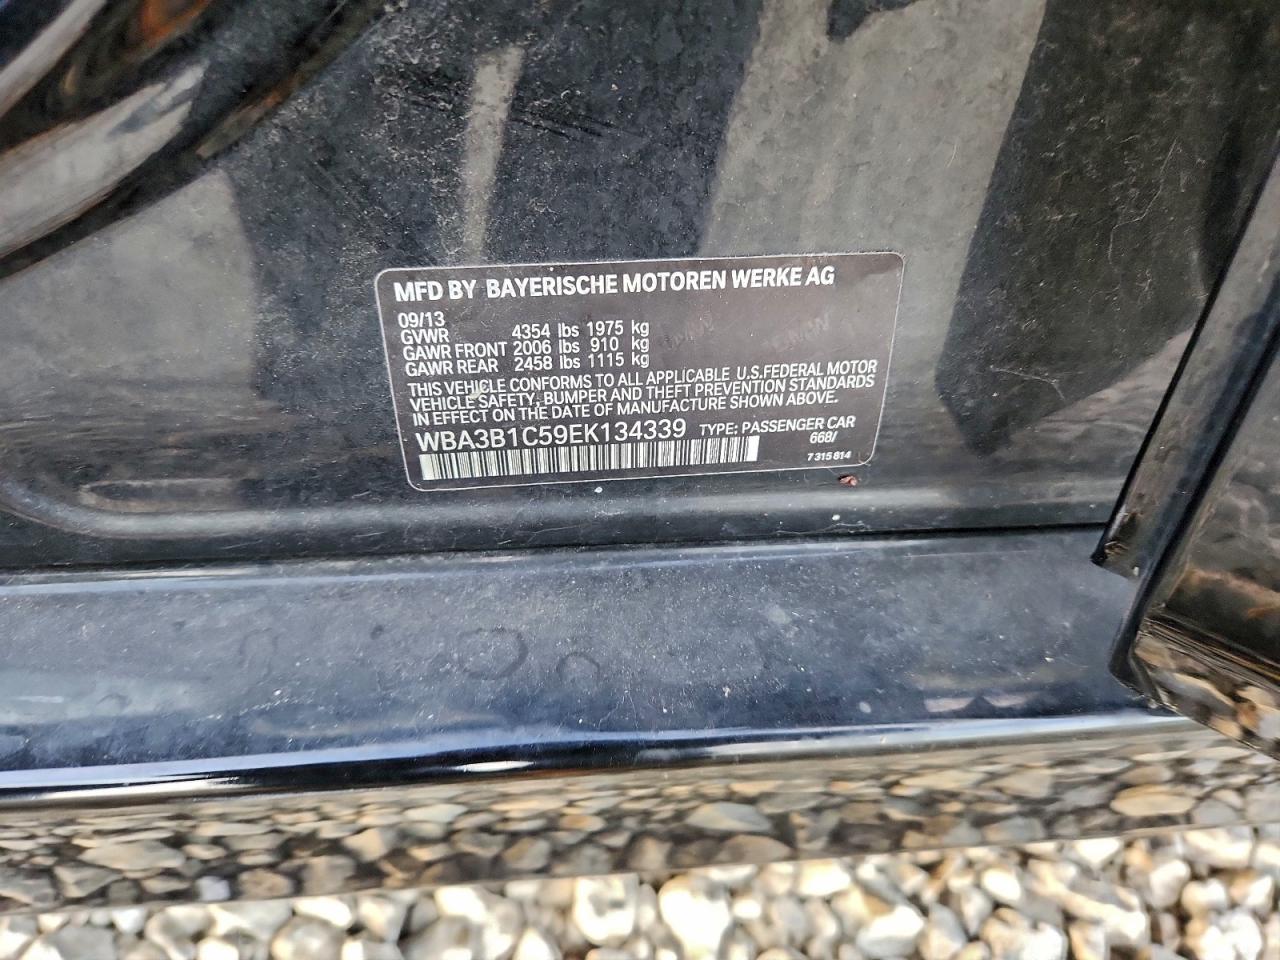 MFD BY BAYERISCHE MOTOREN WERKE AG
09/13
GVWR 4354 lbs 1975 kg
GAWR FRONT 2006 lbs 910 kg
GAWR REAR 2458 lbs 1115 kg
THIS VEHICLE CONFORMS TO ALL APPLICABLE U.S.FEDERAL MOTOR
VEHICLE SAFETY, BUMPER AND THEFT PREVENTION STANDARDS
IN EFFECT ON THE DATE OF MANUFACTURE SHOWN ABOVE.
WBA3B1C59EK134339 TYPE: PASSENGER CAR
668/
7 315 814